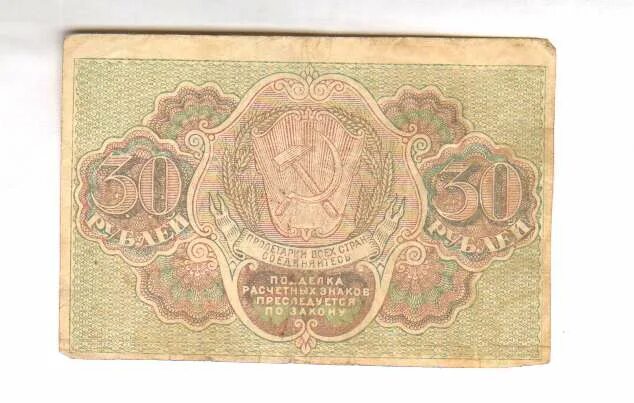 30
РУБЛЕЙ
30
РУБЛЕЙ
ПРОЛЕТАРИИ ВСЕХ СТРАН
СОЕДИНЯЙТЕСЬ
ПОДДЕЛКА
РАСЧЕТНЫХ ЗНАКОВ
ПРЕСЛЕДУЕТСЯ
ПО ЗАКОНУ